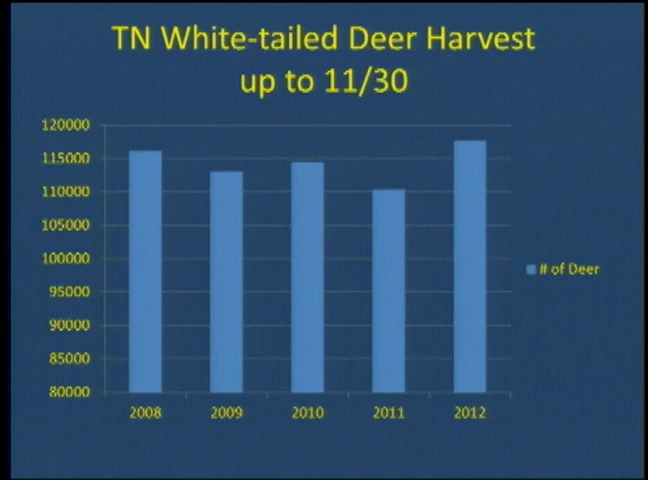 TN White-tailed Deer Harvest
up to 11/30
120000
115000
110000
105000
100000
95000
90000
85000
80000
2008 2009 2010 2011 2012
# of Deer